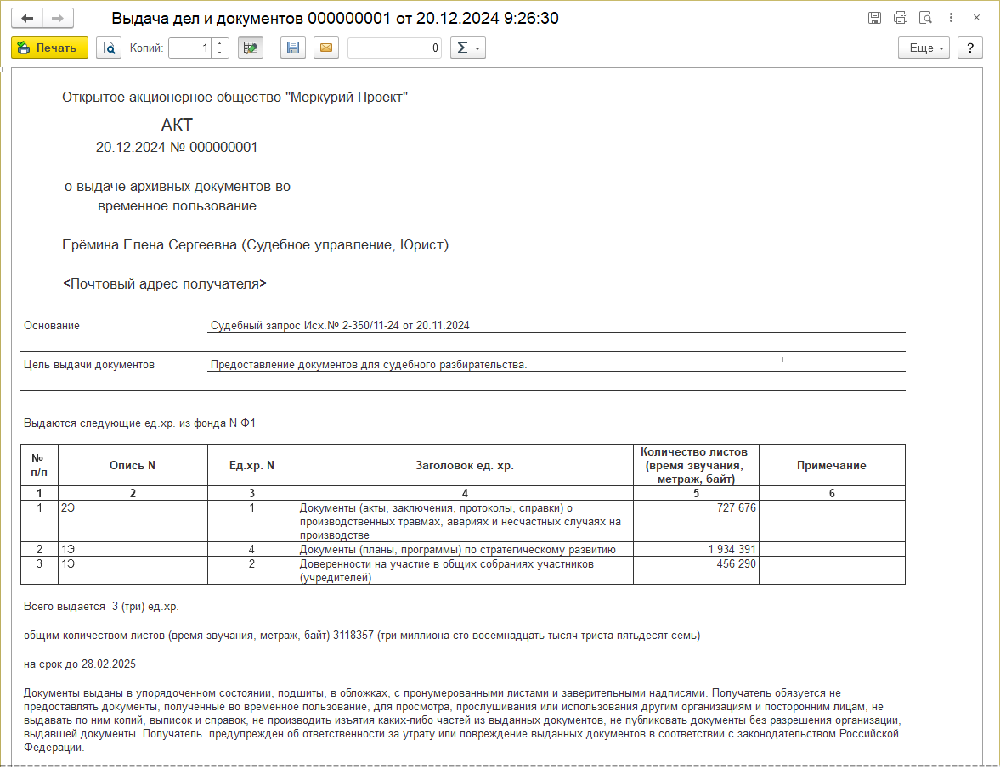 Выдача дел и документов 000000001 от 20.12.2024 9:26:30
Печать
Копий:
1
0
Σ
Еще
?
Открытое акционерное общество "Меркурий Проект"
АКТ
20.12.2024 № 000000001
о выдаче архивных документов во
временное пользование
Ерёмина Елена Сергеевна (Судебное управление, Юрист)
<Почтовый адрес получателя>
Основание
Судебный запрос Исх.№ 2-350/11-24 от 20.11.2024
Цель выдачи документов
Предоставление документов для судебного разбирательства.
Выдаются следующие ед.хр. из фонда N Ф1
№ п/п
Опись N
Ед.хр. N
Заголовок ед. хр.
Количество листов
(время звучания,
метраж, байт)
Примечание
1 2 3 4 5 6
1 2Э 1 Документы (акты, заключения, протоколы, справки) о 727 676
производственных травмах, авариях и несчастных случаях на
производстве
2 1Э 4 Документы (планы, программы) по стратегическому развитию 1 934 391
3 1Э 2 Доверенности на участие в общих собраниях участников 456 290
(учредителей)
Всего выдается  3 (три) ед.хр.
общим количеством листов (время звучания, метраж, байт) 3118357 (три миллиона сто восемнадцать тысяч триста пятьдесят семь)
на срок до 28.02.2025
Документы выданы в упорядоченном состоянии, подшиты, в обложках, с пронумерованными листами и заверительными надписями. Получатель обязуется не
предоставлять документы, полученные во временное пользование, для просмотра, прослушивания или использования другим организациям и посторонним лицам, не
выдавать по ним копий, выписок и справок, не производить изъятия каких-либо частей из выданных документов, не публиковать документы без разрешения организации,
выдавшей документы. Получатель  предупрежден об ответственности за утрату или повреждение выданных документов в соответствии с законодательством Российской
Федерации.